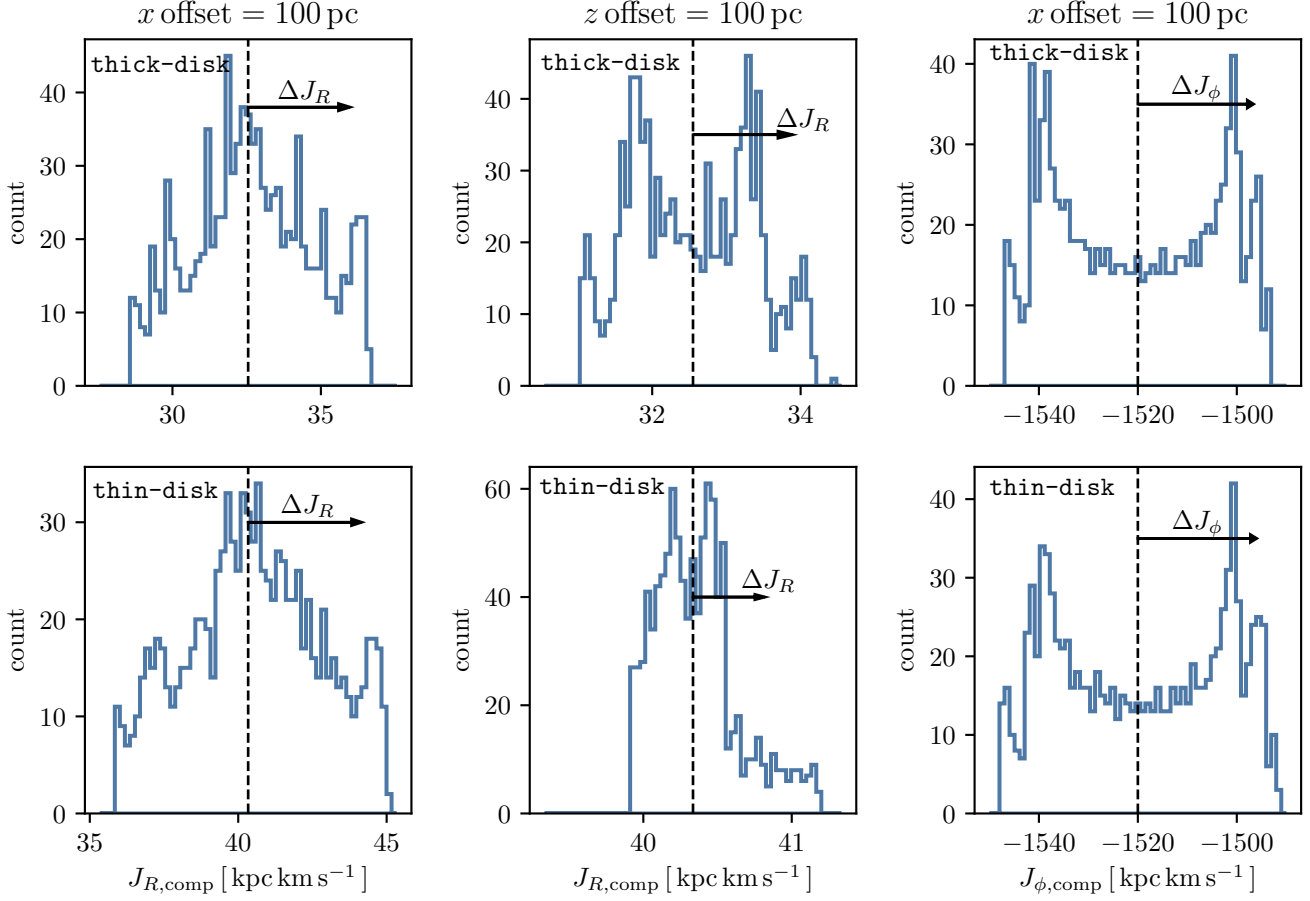 x offset = 100 pc
z offset = 100 pc
x offset = 100 pc
thick-disk
ΔJ_R
count
0
10
20
30
40
30
35
thick-disk
ΔJ_R
count
0
10
20
30
40
32
34
thick-disk
ΔJ_ϕ
count
0
10
20
30
40
−1540
−1520
−1500
thin-disk
ΔJ_R
count
0
10
20
30
35
40
45
J_{R,comp} [kpc km s⁻¹]
thin-disk
ΔJ_R
count
0
20
40
60
40
41
J_{R,comp} [kpc km s⁻¹]
thin-disk
ΔJ_ϕ
count
0
10
20
30
40
−1540
−1520
−1500
J_{ϕ,comp} [kpc km s⁻¹]